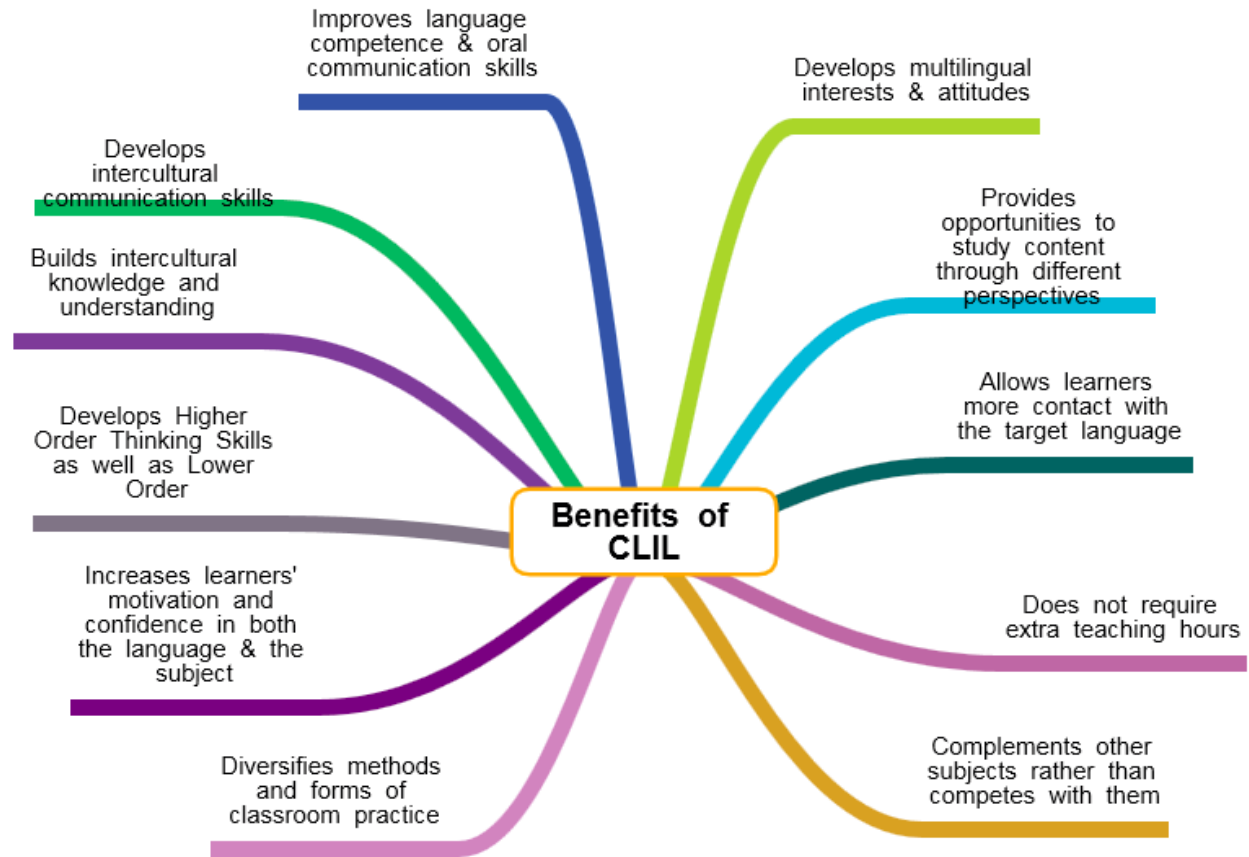 Improves language
competence & oral
communication skills
Develops multilingual
interests & attitudes
Develops
intercultural
communication skills
Provides
opportunities to
study content
through different
perspectives
Builds intercultural
knowledge and
understanding
Allows learners
more contact with
the target language
Develops Higher
Order Thinking Skills
as well as Lower
Order
Benefits of
CLIL
Increases learners'
motivation and
confidence in both
the language & the
subject
Does not require
extra teaching hours
Diversifies methods
and forms of
classroom practice
Complements other
subjects rather than
competes with them